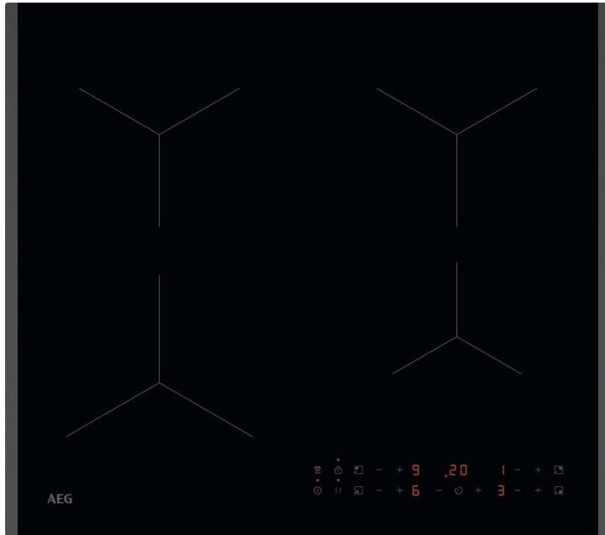 - + 9 .20 1 - +
- + 6 - + 3 - +
AEG